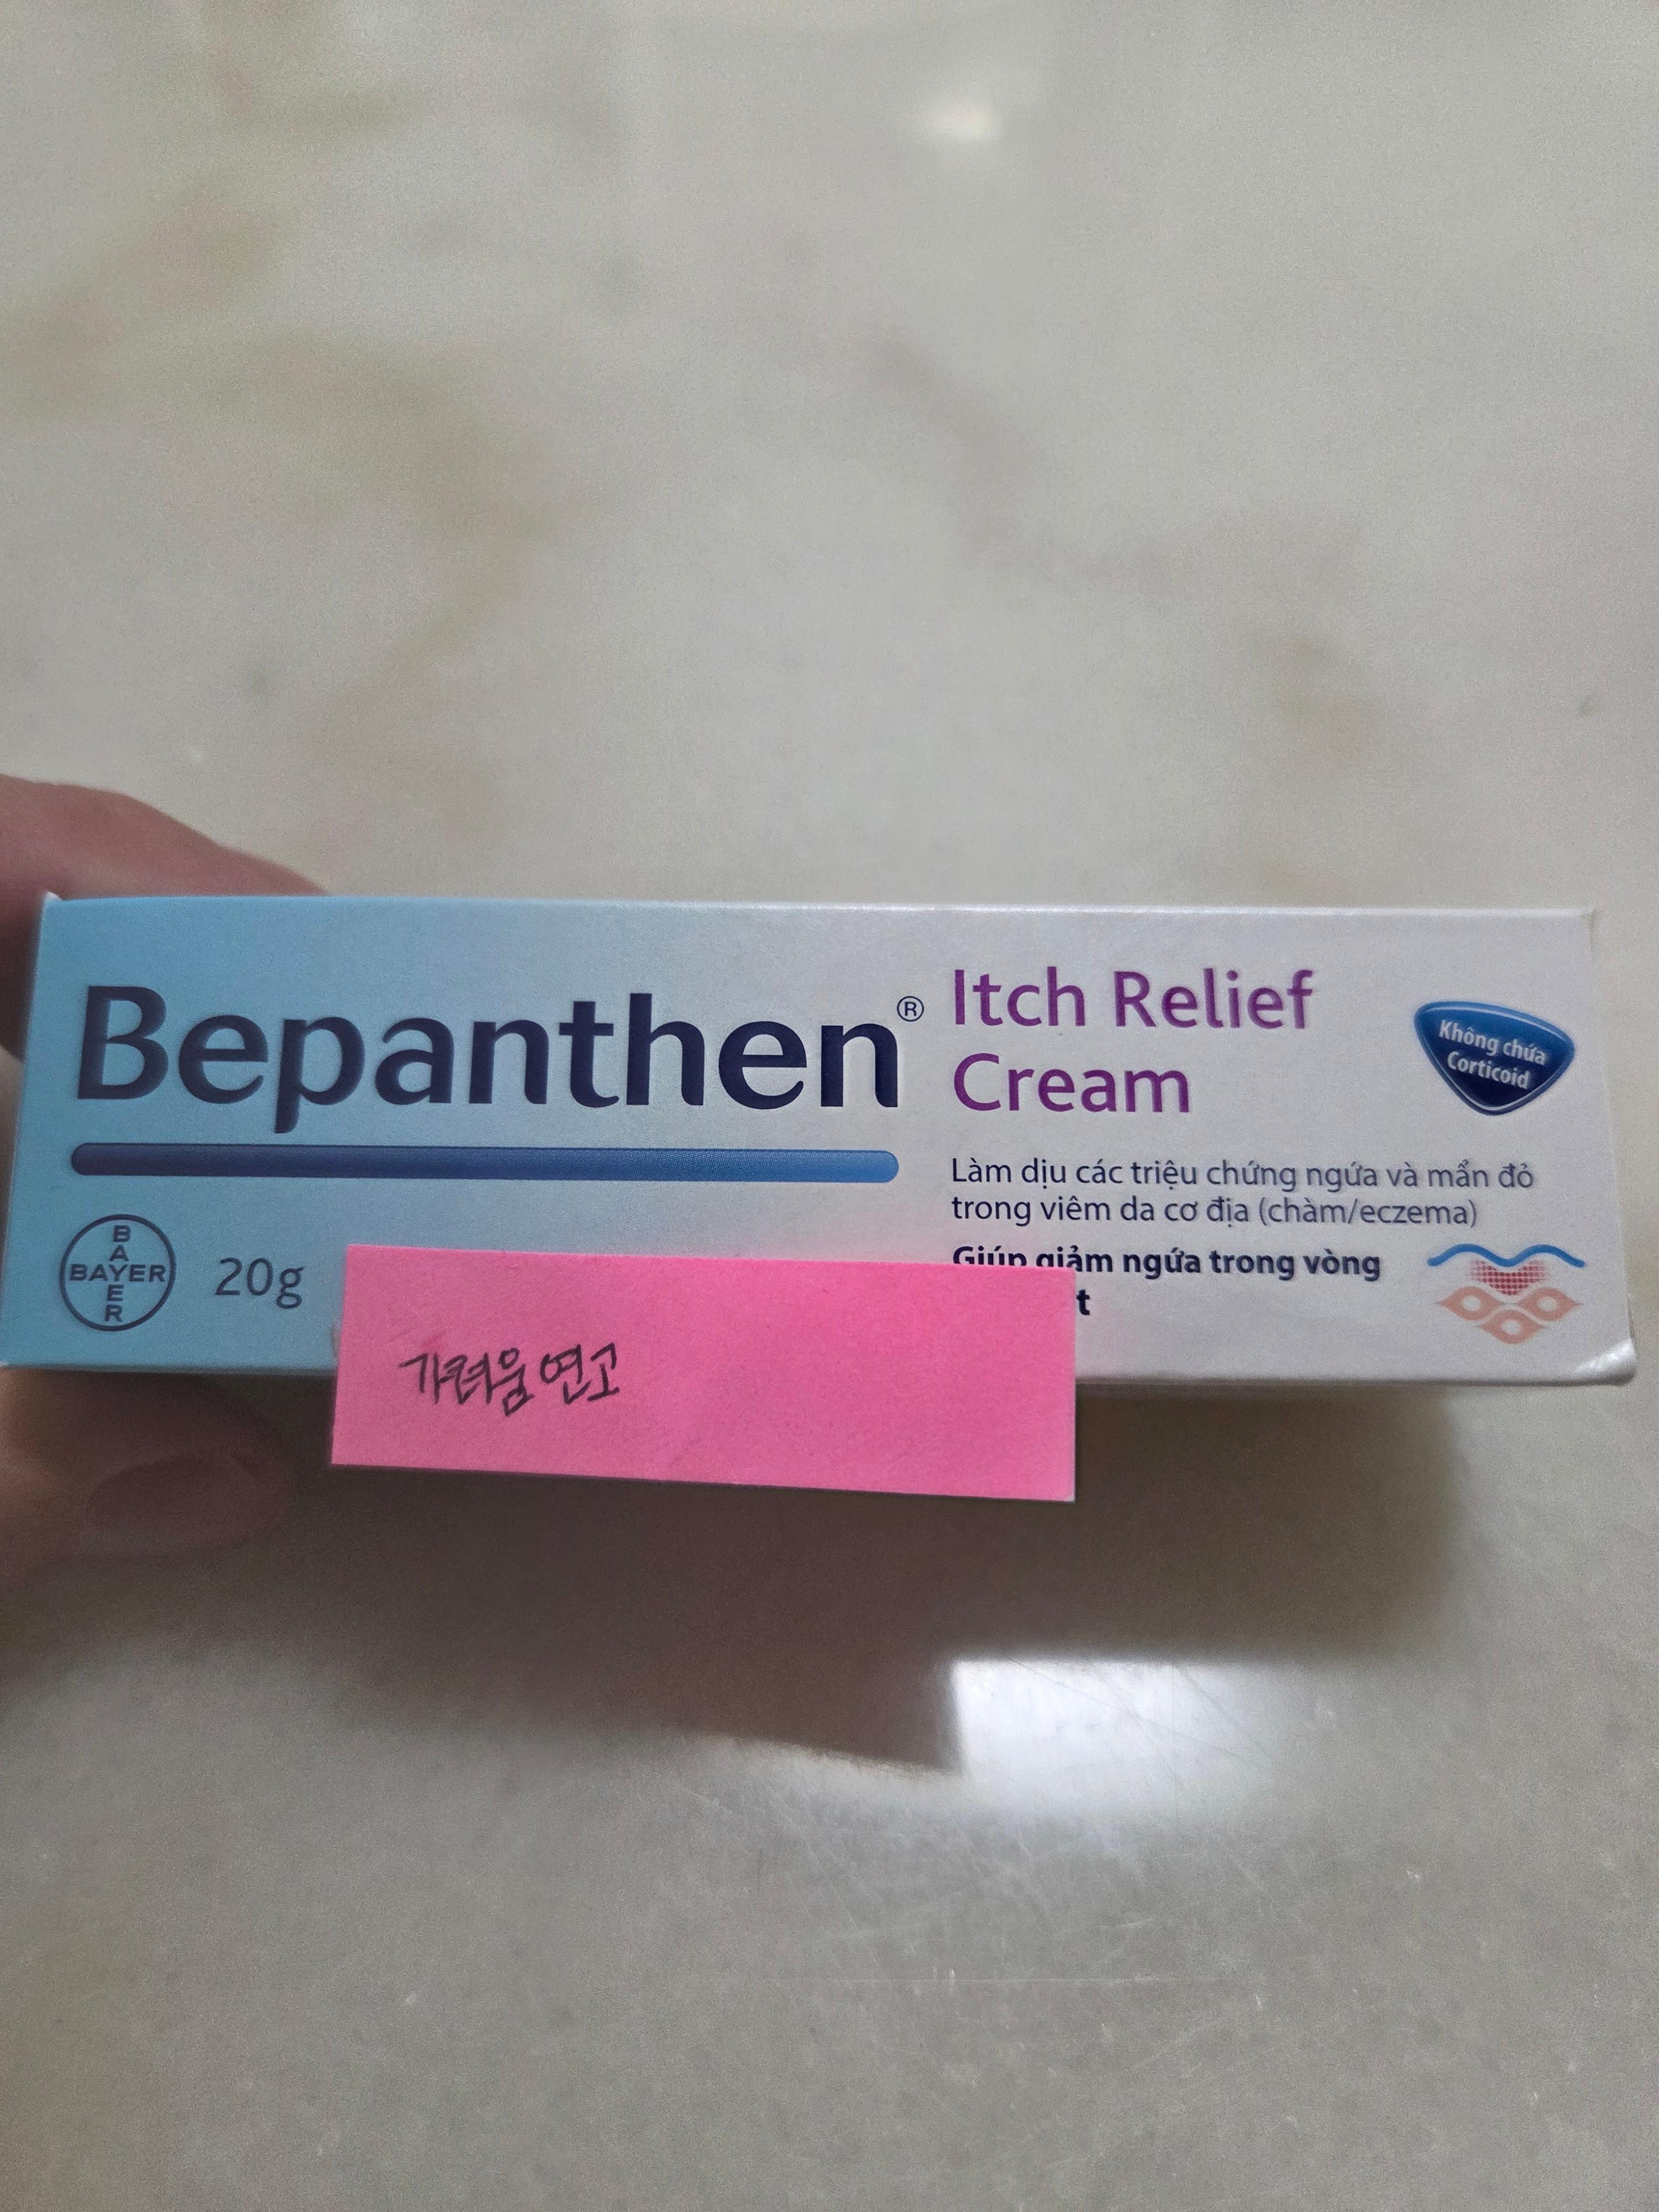 Bepanthen®
Itch Relief
Cream
Không chứa
Corticoid
Làm dịu các triệu chứng ngứa và mẩn đỏ
trong viêm da cơ địa (chàm/eczema)
Giúp giảm ngứa trong vòng
BAYER
BAYER
20g
가려움 연고